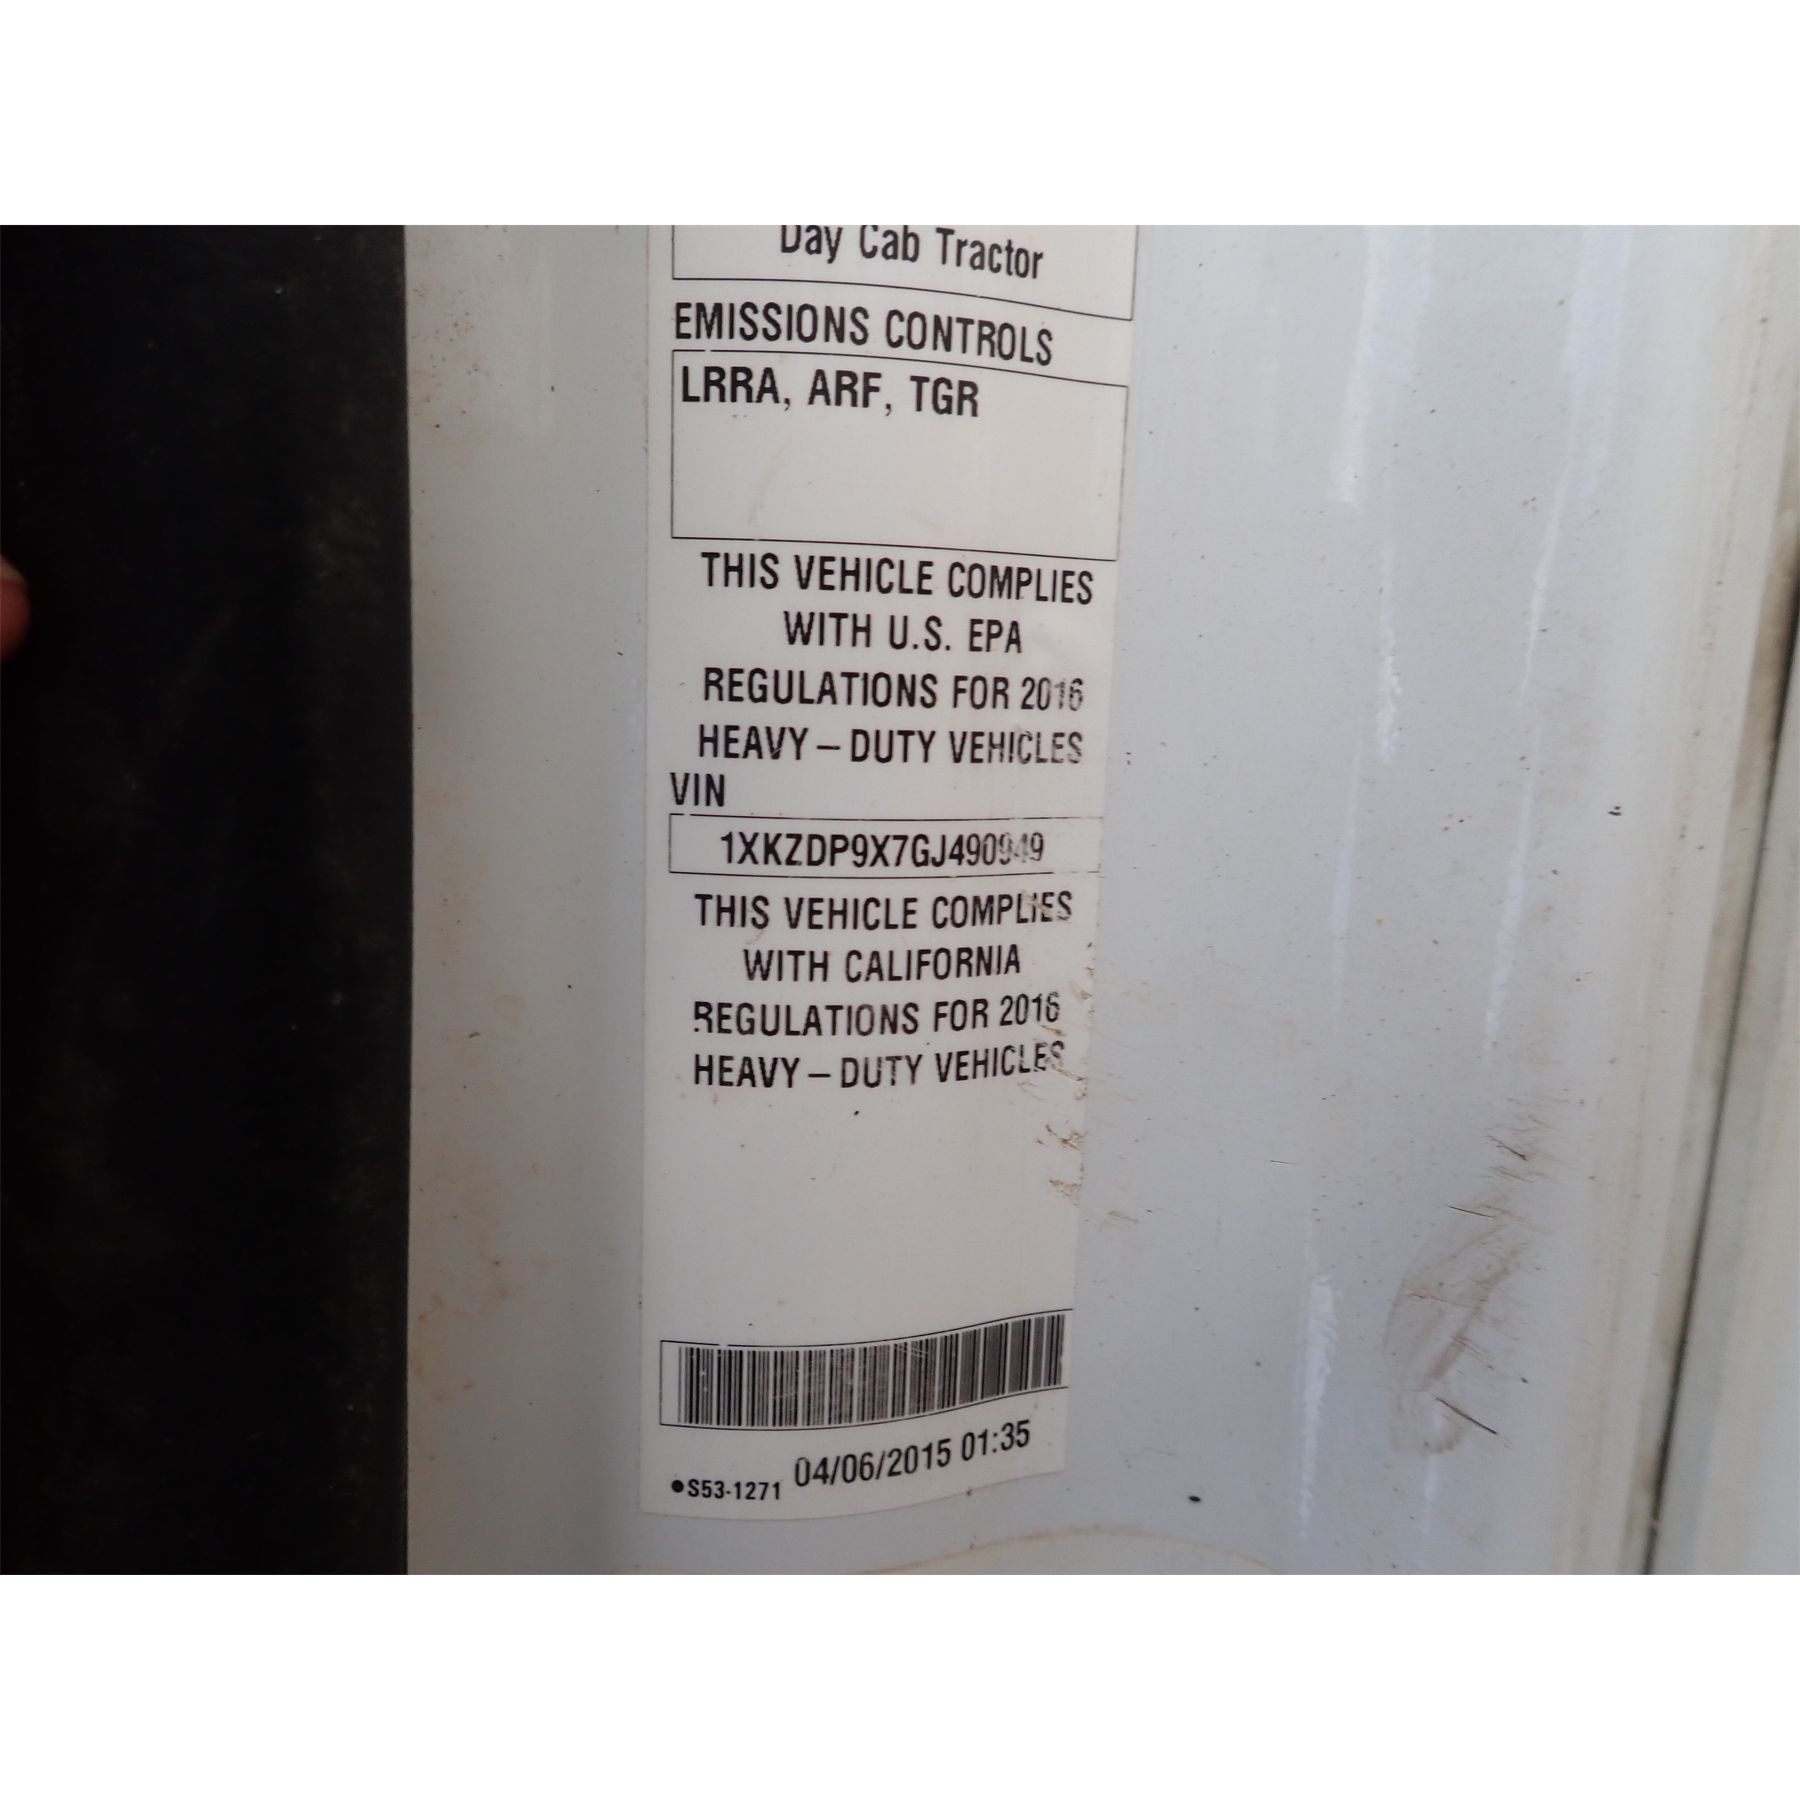 Day Cab Tractor
EMISSIONS CONTROLS
LRRA, ARF, TGR
THIS VEHICLE COMPLIES
WITH U.S. EPA
REGULATIONS FOR 2016
HEAVY – DUTY VEHICLES
VIN
1XKZDP9X7GJ490949
THIS VEHICLE COMPLIES
WITH CALIFORNIA
REGULATIONS FOR 2016
HEAVY – DUTY VEHICLES
●S53-1271 04/06/2015 01:35